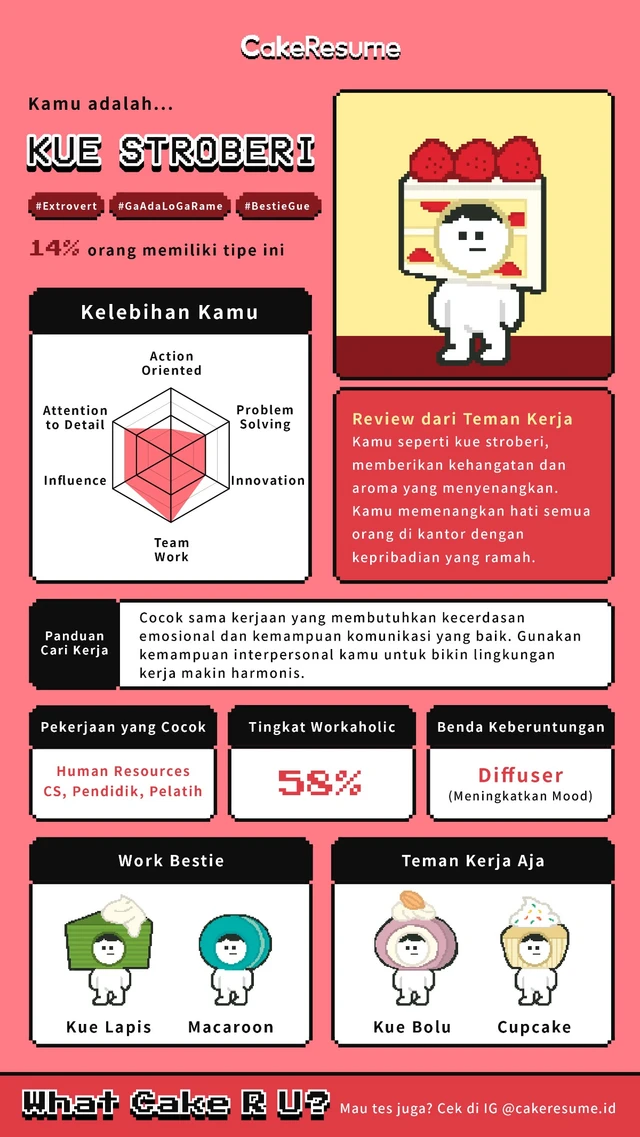 CakeResume
Kamu adalah...
KUE STROBERI
#Extrovert #GaAdaLoGaRame #BestieGue
14% orang memiliki tipe ini
Kelebihan Kamu
Action
Oriented
Attention
to Detail
Problem
Solving
Influence
Innovation
Team
Work
Review dari Teman Kerja
Kamu seperti kue stroberi,
memberikan kehangatan dan
aroma yang menyenangkan.
Kamu memenangkan hati semua
orang di kantor dengan
kepribadian yang ramah.
Panduan
Cari Kerja
Cocok sama kerjaan yang membutuhkan kecerdasan
emosional dan kemampuan komunikasi yang baik. Gunakan
kemampuan interpersonal kamu untuk bikin lingkungan
kerja makin harmonis.
Pekerjaan yang Cocok
Human Resources
CS, Pendidik, Pelatih
Tingkat Workaholic
58%
Benda Keberuntungan
Diffuser
(Meningkatkan Mood)
Work Bestie
Kue Lapis
Macaroon
Teman Kerja Aja
Kue Bolu
Cupcake
What Cake R U?
Mau tes juga? Cek di IG @cakeresume.id